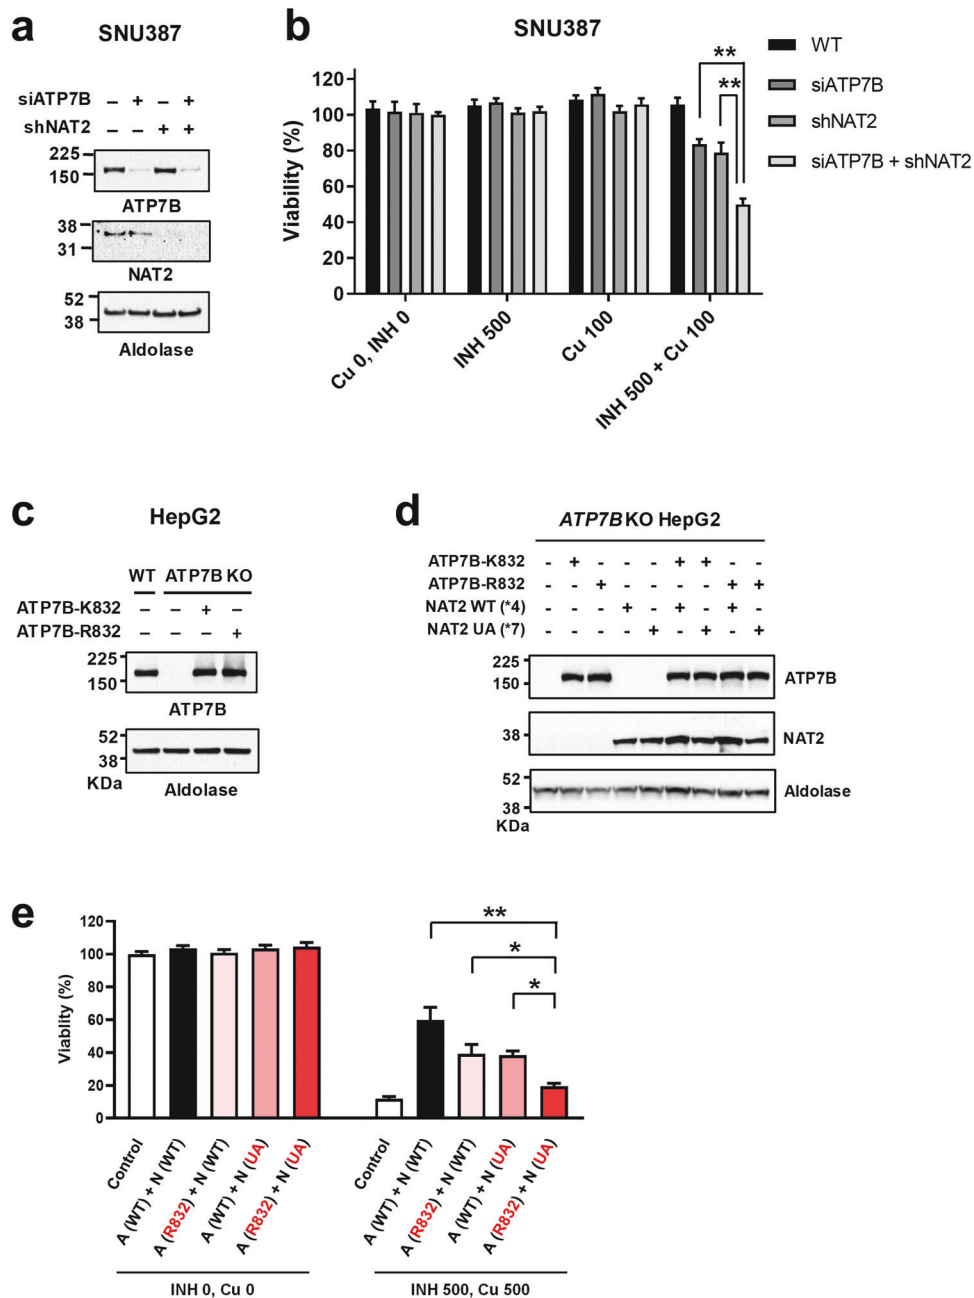 a
SNU387
siATP7B – + – +
shNAT2 – – + +
225
150
ATP7B
38
31
NAT2
52
38
Aldolase
b
SNU387
Viability (%)
120
100
80
60
40
20
0
Cu 0, INH 0
INH 500
Cu 100
INH 500 + Cu 100
**
**
WT
siATP7B
shNAT2
siATP7B + shNAT2
c
HepG2
WT ATP7B KO
ATP7B-K832 – – + –
ATP7B-R832 – – – +
225
150
ATP7B
52
38
KDa
Aldolase
d
ATP7B KO HepG2
ATP7B-K832 - + - - - + + - -
ATP7B-R832 - - + - - - - + +
NAT2 WT (*4) - - - + - + - + -
NAT2 UA (*7) - - - - + - + - +
225
150
ATP7B
38
NAT2
52
38
Aldolase
KDa
e
Viablity (%)
120
100
80
60
40
20
0
**
*
*
Control
A (WT) + N (WT)
A (R832) + N (WT)
A (WT) + N (UA)
A (R832) + N (UA)
INH 0, Cu 0
Control
A (WT) + N (WT)
A (R832) + N (WT)
A (WT) + N (UA)
A (R832) + N (UA)
INH 500, Cu 500